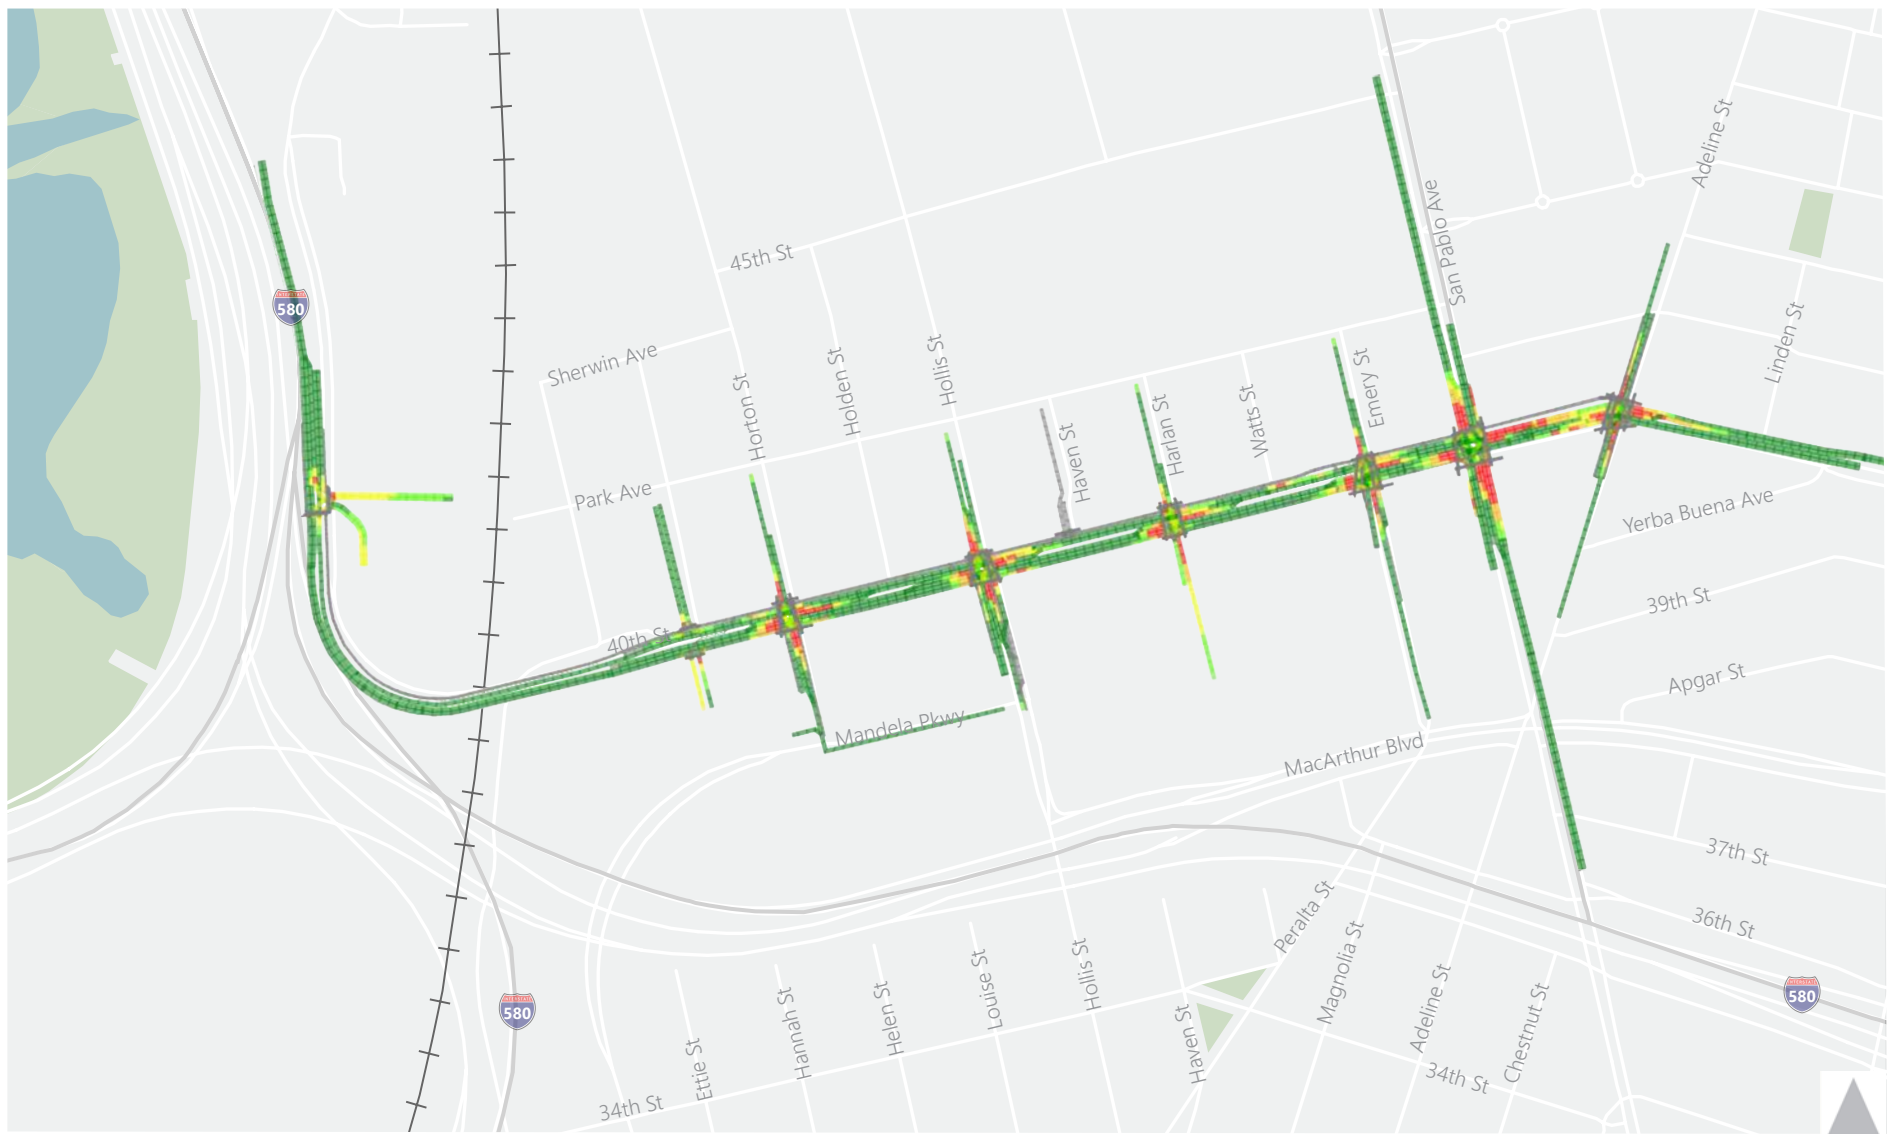 Adeline St
San Pablo Ave
45th St
INTERSTATE
580
Linden St
Sherwin Ave
Horton St
Holden St
Hollis St
Haven St
Harlan St
Watts St
Emery St
Park Ave
Yerba Buena Ave
40th St
39th St
Apgar St
Mandela Pkwy
MacArthur Blvd
37th St
36th St
Peralta St
Magnolia St
Adeline St
Chestnut St
INTERSTATE
580
INTERSTATE
580
Ettie St
Hannah St
Helen St
Louise St
Hollis St
Haven St
34th St
34th St